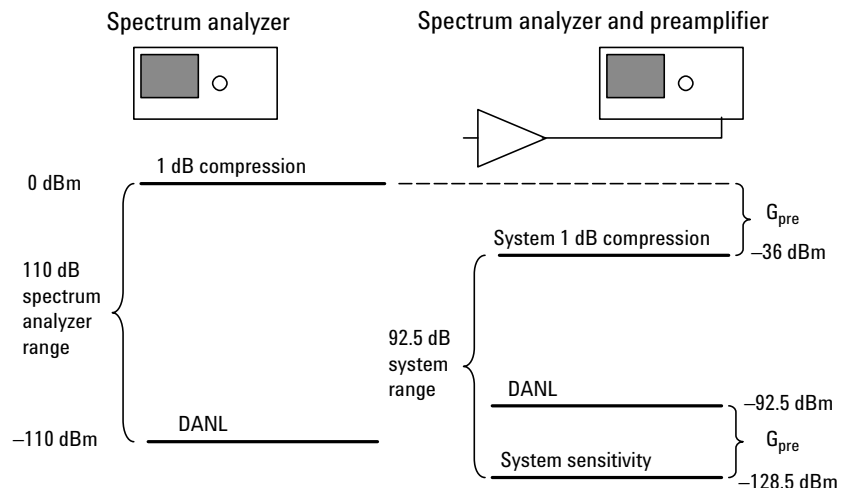 Spectrum analyzer
Spectrum analyzer and preamplifier
0 dBm
1 dB compression
G_pre
System 1 dB compression
–36 dBm
110 dB
spectrum
analyzer
range
92.5 dB
system
range
DANL
–92.5 dBm
DANL
–110 dBm
G_pre
System sensitivity
–128.5 dBm